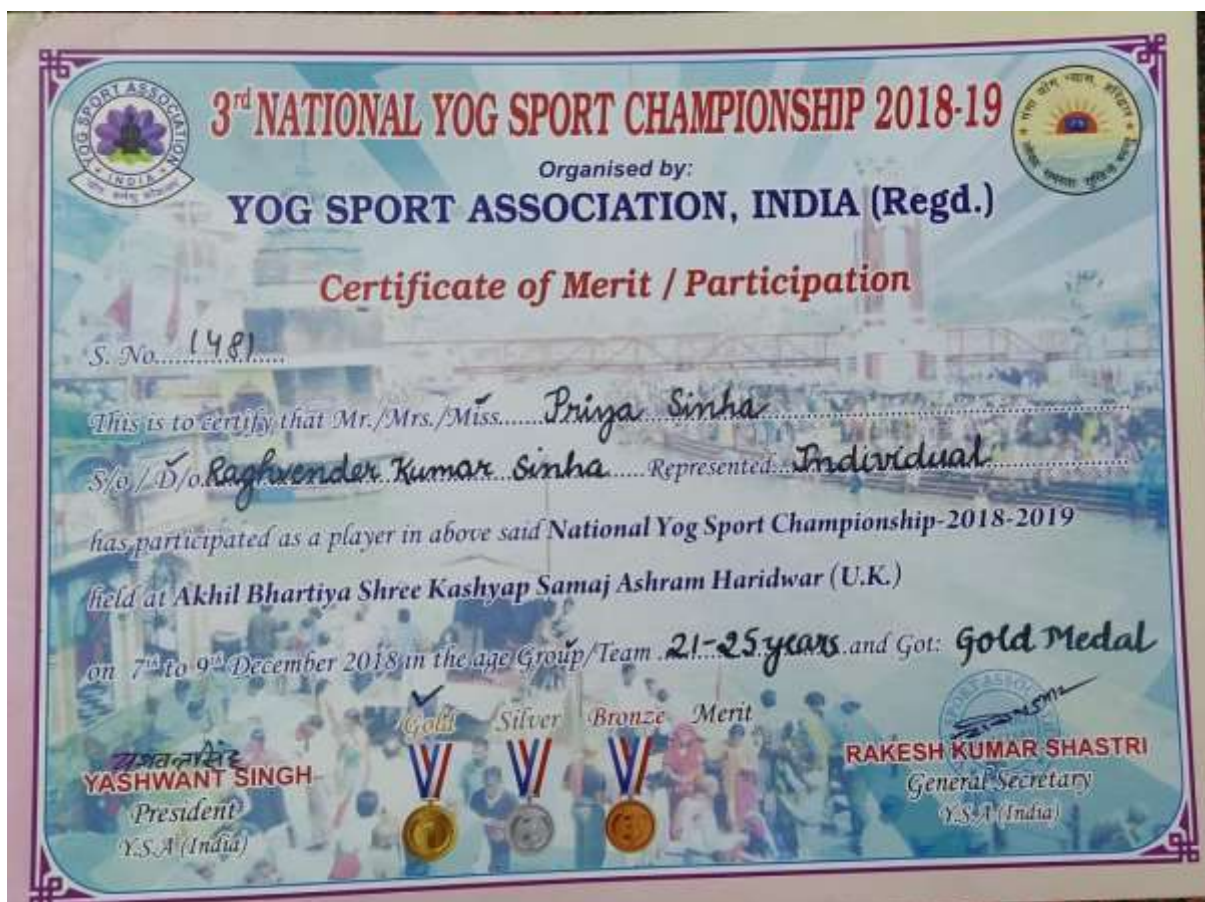 3rd NATIONAL YOG SPORT CHAMPIONSHIP 2018-19
YOG SPORT ASSOCIATION
INDIA
Organised by:
YOG SPORT ASSOCIATION, INDIA (Regd.)
Certificate of Merit / Participation
S. No. 1481
This is to certify that Mr./Mrs./Miss Priya Sinha
S/o / D/o Raghvender Kumar Sinha Represented Individual
has participated as a player in above said National Yog Sport Championship-2018-2019
held at Akhil Bhartiya Shree Kashyap Samaj Ashram Haridwar (U.K.)
on 7th to 9th December 2018 in the age Group/Team 21-25 years and Got: Gold Medal
Gold Silver Bronze Merit
YASHWANT SINGH
President
Y.S.A (India)
RAKESH KUMAR SHASTRI
General Secretary
Y.S.A (India)